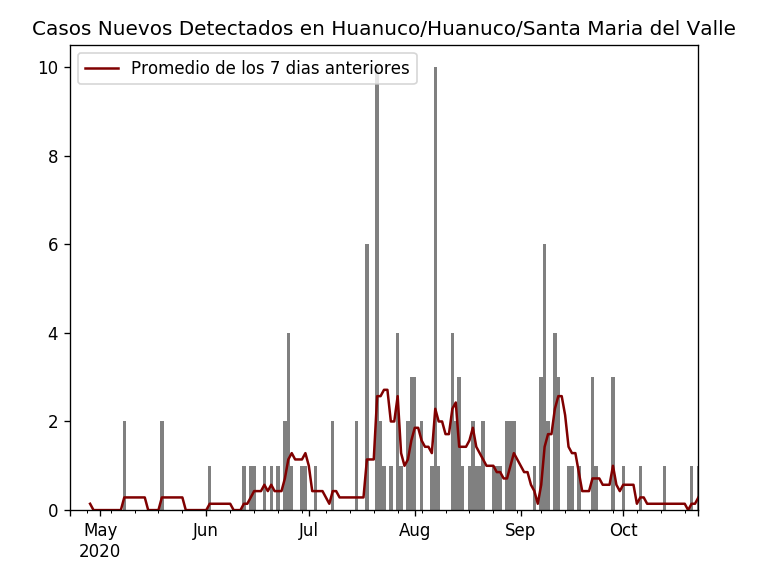 Casos Nuevos Detectados en Huanuco/Huanuco/Santa Maria del Valle
Promedio de los 7 dias anteriores
10
8
6
4
2
0
May Jun Jul Aug Sep Oct
2020